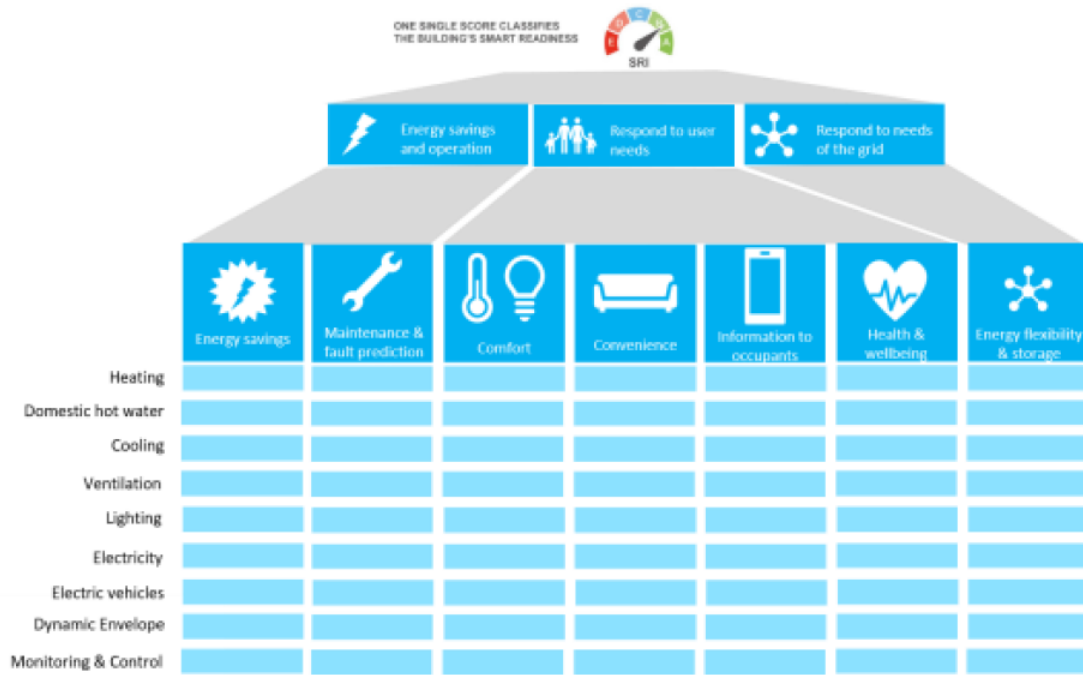 ONE SINGLE SCORE CLASSIFIES
THE BUILDING'S SMART READINESS
E D C B A
SRI
Energy savings
and operation
Respond to user
needs
Respond to needs
of the grid
Energy savings
Maintenance &
fault prediction
Comfort
Convenience
Information to
occupants
Health &
wellbeing
Energy flexibility
& storage
Heating
Domestic hot water
Cooling
Ventilation
Lighting
Electricity
Electric vehicles
Dynamic Envelope
Monitoring & Control